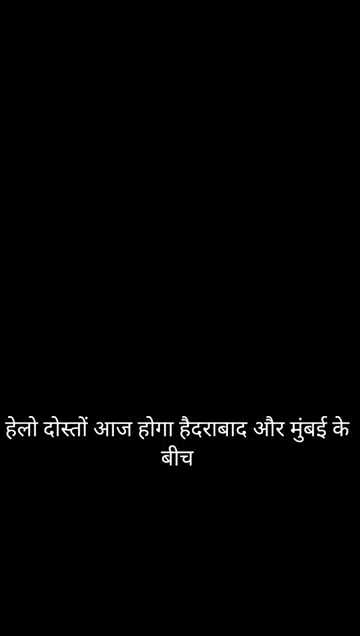 हेलो दोस्तों आज होगा हैदराबाद और मुंबई के
बीच